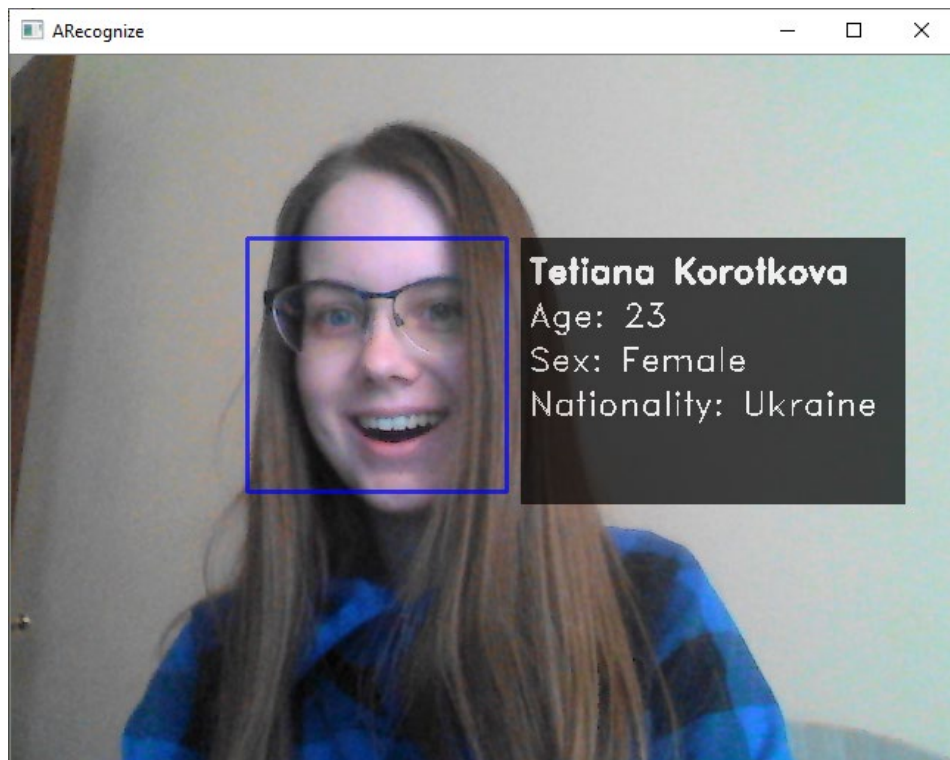 ARecognize
Tetiana Korotkova
Age: 23
Sex: Female
Nationality: Ukraine